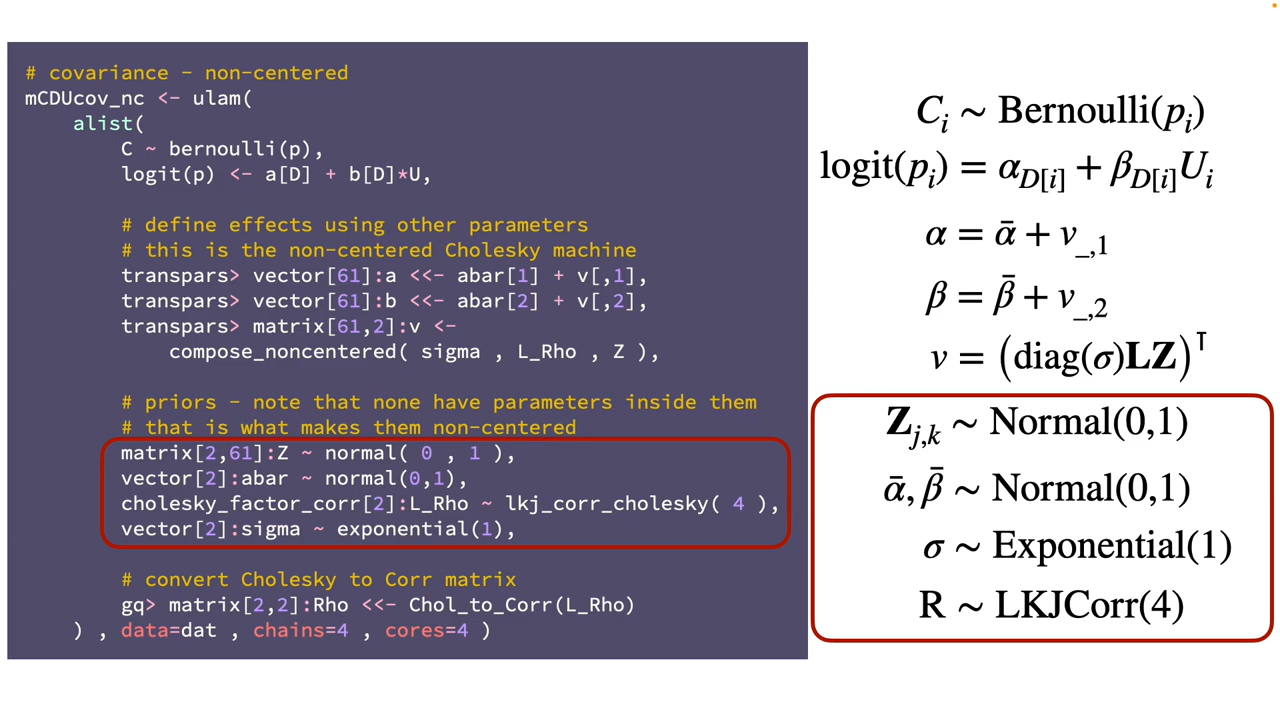 # covariance - non-centered
mCDUcov_nc <- ulam(
alist(
C ~ bernoulli(p),
logit(p) <- a[D] + b[D]*U,
# define effects using other parameters
# this is the non-centered Cholesky machine
transpars> vector[61]:a <<- abar[1] + v[,1],
transpars> vector[61]:b <<- abar[2] + v[,2],
transpars> matrix[61,2]:v <-
compose_noncentered( sigma , L_Rho , Z ),
# priors - note that none have parameters inside them
# that is what makes them non-centered
matrix[2,61]:Z ~ normal( 0 , 1 ),
vector[2]:abar ~ normal(0,1),
cholesky_factor_corr[2]:L_Rho ~ lkj_corr_cholesky( 4 ),
vector[2]:sigma ~ exponential(1),
# convert Cholesky to Corr matrix
gq> matrix[2,2]:Rho <<- Chol_to_Corr(L_Rho)
) , data=dat , chains=4 , cores=4 )
C_i ∼ Bernoulli(p_i)
logit(p_i) = α_{D[i]} + β_{D[i]}U_i
α = ᾱ + v_{_,1}
β = β̄ + v_{_,2}
v = (diag(σ)LZ)^⊺
Z_{j,k} ∼ Normal(0,1)
ᾱ, β̄ ∼ Normal(0,1)
σ ∼ Exponential(1)
R ∼ LKJCorr(4)